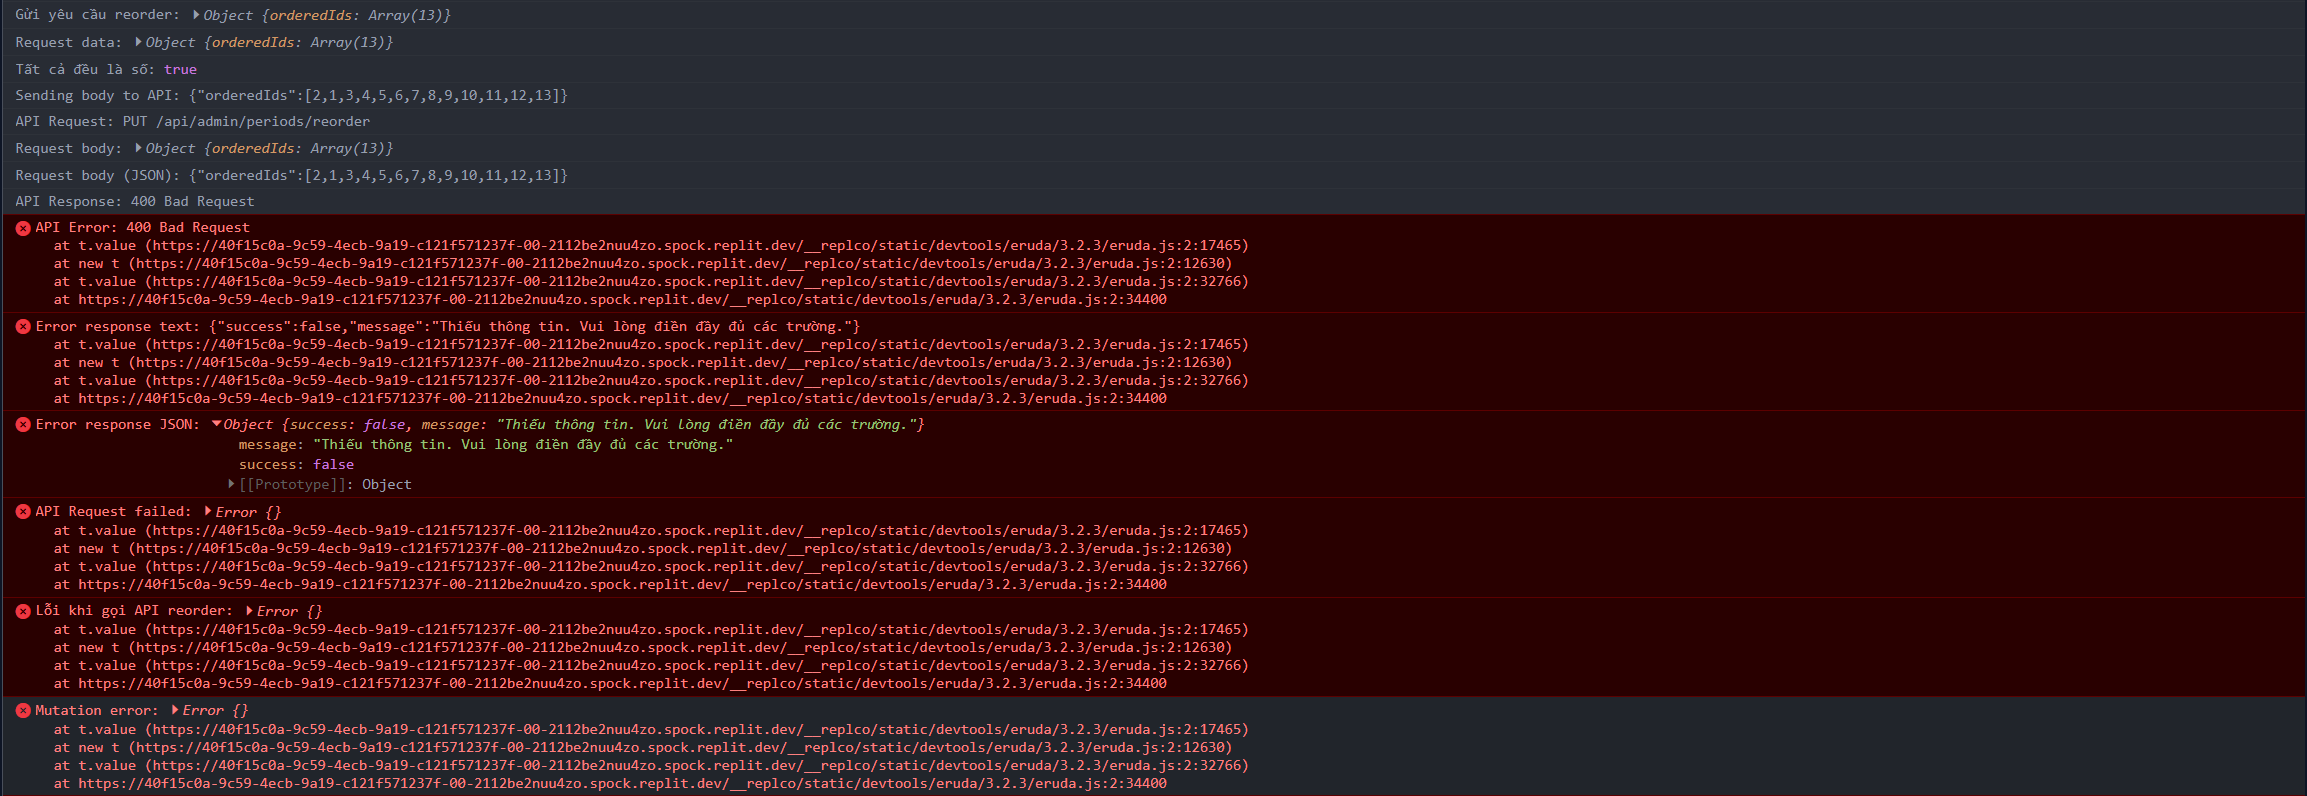 Gửi yêu cầu reorder: ▶Object {orderedIds: Array(13)}
Request data: ▶Object {orderedIds: Array(13)}
Tất cả đều là số: true
Sending body to API: {"orderedIds":[2,1,3,4,5,6,7,8,9,10,11,12,13]}
API Request: PUT /api/admin/periods/reorder
Request body: ▶Object {orderedIds: Array(13)}
Request body (JSON): {"orderedIds":[2,1,3,4,5,6,7,8,9,10,11,12,13]}
API Response: 400 Bad Request
API Error: 400 Bad Request
at t.value (https://40f15c0a-9c59-4ecb-9a19-c121f571237f-00-2112be2nuu4zo.spock.replit.dev/__replco/static/devtools/eruda/3.2.3/eruda.js:2:17465)
at new t (https://40f15c0a-9c59-4ecb-9a19-c121f571237f-00-2112be2nuu4zo.spock.replit.dev/__replco/static/devtools/eruda/3.2.3/eruda.js:2:12630)
at t.value (https://40f15c0a-9c59-4ecb-9a19-c121f571237f-00-2112be2nuu4zo.spock.replit.dev/__replco/static/devtools/eruda/3.2.3/eruda.js:2:32766)
at https://40f15c0a-9c59-4ecb-9a19-c121f571237f-00-2112be2nuu4zo.spock.replit.dev/__replco/static/devtools/eruda/3.2.3/eruda.js:2:34400
Error response text: {"success":false,"message":"Thiếu thông tin. Vui lòng điền đầy đủ các trường."}
at t.value (https://40f15c0a-9c59-4ecb-9a19-c121f571237f-00-2112be2nuu4zo.spock.replit.dev/__replco/static/devtools/eruda/3.2.3/eruda.js:2:17465)
at new t (https://40f15c0a-9c59-4ecb-9a19-c121f571237f-00-2112be2nuu4zo.spock.replit.dev/__replco/static/devtools/eruda/3.2.3/eruda.js:2:12630)
at t.value (https://40f15c0a-9c59-4ecb-9a19-c121f571237f-00-2112be2nuu4zo.spock.replit.dev/__replco/static/devtools/eruda/3.2.3/eruda.js:2:32766)
at https://40f15c0a-9c59-4ecb-9a19-c121f571237f-00-2112be2nuu4zo.spock.replit.dev/__replco/static/devtools/eruda/3.2.3/eruda.js:2:34400
Error response JSON: ▼Object {success: false, message: "Thiếu thông tin. Vui lòng điền đầy đủ các trường."}
message: "Thiếu thông tin. Vui lòng điền đầy đủ các trường."
success: false
▶[[Prototype]]: Object
API Request failed: ▶Error {}
at t.value (https://40f15c0a-9c59-4ecb-9a19-c121f571237f-00-2112be2nuu4zo.spock.replit.dev/__replco/static/devtools/eruda/3.2.3/eruda.js:2:17465)
at new t (https://40f15c0a-9c59-4ecb-9a19-c121f571237f-00-2112be2nuu4zo.spock.replit.dev/__replco/static/devtools/eruda/3.2.3/eruda.js:2:12630)
at t.value (https://40f15c0a-9c59-4ecb-9a19-c121f571237f-00-2112be2nuu4zo.spock.replit.dev/__replco/static/devtools/eruda/3.2.3/eruda.js:2:32766)
at https://40f15c0a-9c59-4ecb-9a19-c121f571237f-00-2112be2nuu4zo.spock.replit.dev/__replco/static/devtools/eruda/3.2.3/eruda.js:2:34400
Lỗi khi gọi API reorder: ▶Error {}
at t.value (https://40f15c0a-9c59-4ecb-9a19-c121f571237f-00-2112be2nuu4zo.spock.replit.dev/__replco/static/devtools/eruda/3.2.3/eruda.js:2:17465)
at new t (https://40f15c0a-9c59-4ecb-9a19-c121f571237f-00-2112be2nuu4zo.spock.replit.dev/__replco/static/devtools/eruda/3.2.3/eruda.js:2:12630)
at t.value (https://40f15c0a-9c59-4ecb-9a19-c121f571237f-00-2112be2nuu4zo.spock.replit.dev/__replco/static/devtools/eruda/3.2.3/eruda.js:2:32766)
at https://40f15c0a-9c59-4ecb-9a19-c121f571237f-00-2112be2nuu4zo.spock.replit.dev/__replco/static/devtools/eruda/3.2.3/eruda.js:2:34400
Mutation error: ▶Error {}
at t.value (https://40f15c0a-9c59-4ecb-9a19-c121f571237f-00-2112be2nuu4zo.spock.replit.dev/__replco/static/devtools/eruda/3.2.3/eruda.js:2:17465)
at new t (https://40f15c0a-9c59-4ecb-9a19-c121f571237f-00-2112be2nuu4zo.spock.replit.dev/__replco/static/devtools/eruda/3.2.3/eruda.js:2:12630)
at t.value (https://40f15c0a-9c59-4ecb-9a19-c121f571237f-00-2112be2nuu4zo.spock.replit.dev/__replco/static/devtools/eruda/3.2.3/eruda.js:2:32766)
at https://40f15c0a-9c59-4ecb-9a19-c121f571237f-00-2112be2nuu4zo.spock.replit.dev/__replco/static/devtools/eruda/3.2.3/eruda.js:2:34400